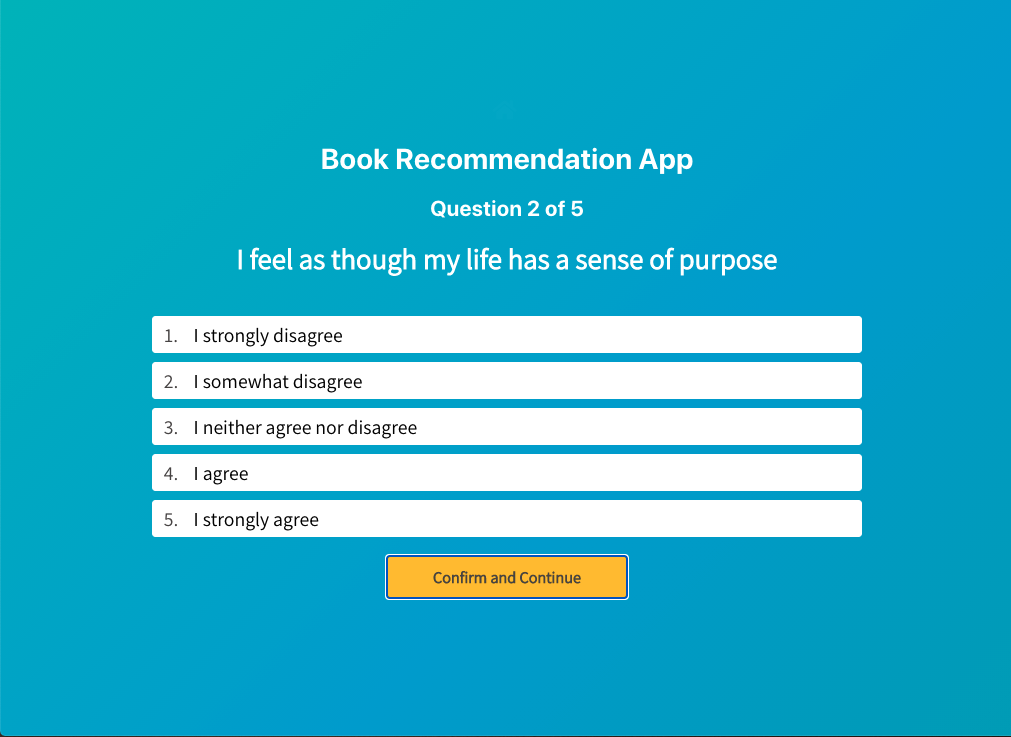 Book Recommendation App
Question 2 of 5
I feel as though my life has a sense of purpose
1. I strongly disagree
2. I somewhat disagree
3. I neither agree nor disagree
4. I agree
5. I strongly agree
Confirm and Continue